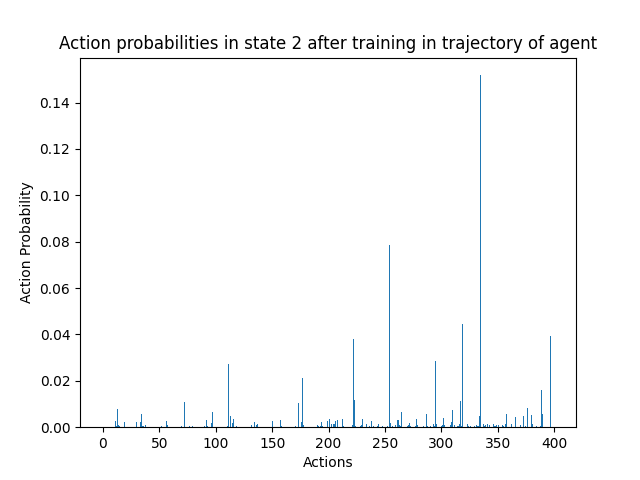 Action probabilities in state 2 after training in trajectory of agent
0.14
0.12
0.10
0.08
0.06
0.04
0.02
0.00
Action Probability
0 50 100 150 200 250 300 350 400
Actions